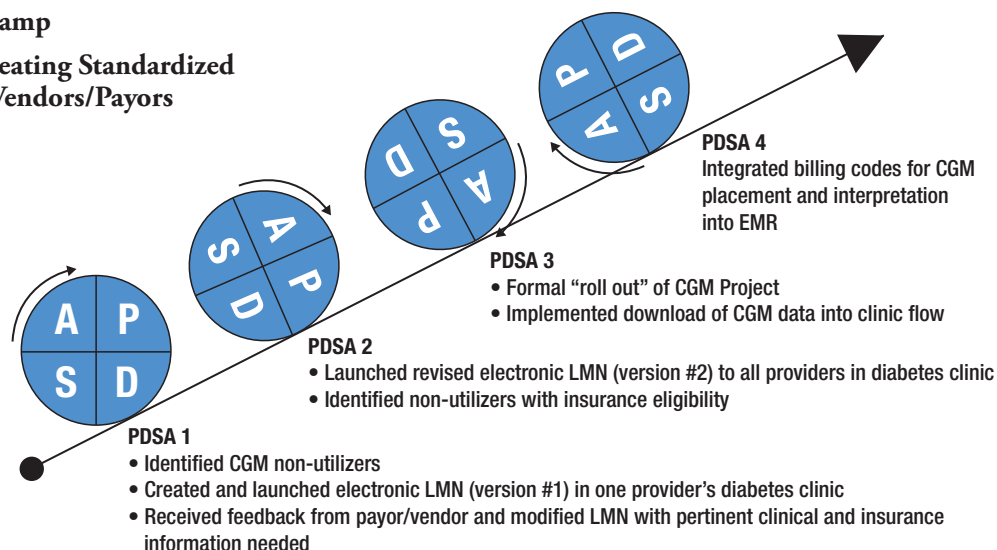 amp
eating Standardized
Vendors/Payors
P
D
A
S
S
D
A
P
A
S
P
D
A
P
S
D
PDSA 4
Integrated billing codes for CGM
placement and interpretation
into EMR
PDSA 3
• Formal “roll out” of CGM Project
• Implemented download of CGM data into clinic flow
PDSA 2
• Launched revised electronic LMN (version #2) to all providers in diabetes clinic
• Identified non-utilizers with insurance eligibility
PDSA 1
• Identified CGM non-utilizers
• Created and launched electronic LMN (version #1) in one provider’s diabetes clinic
• Received feedback from payor/vendor and modified LMN with pertinent clinical and insurance
information needed